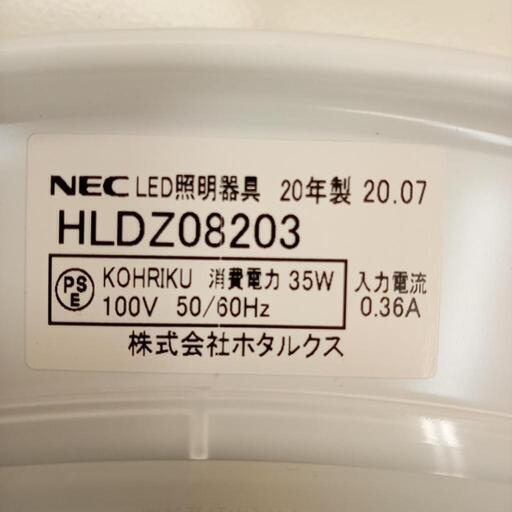 NEC LED照明器具 20年製 20.07
HLDZ08203
PSE KOHRIKU 消費電力 35W 入力電流
100V 50/60Hz 0.36A
株式会社ホタルクス